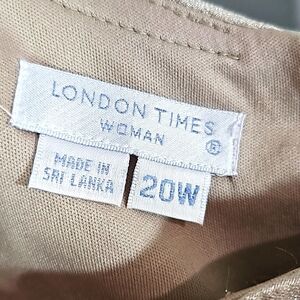 LONDON TIMES
WOMAN
®
MADE IN
SRI LANKA
20W